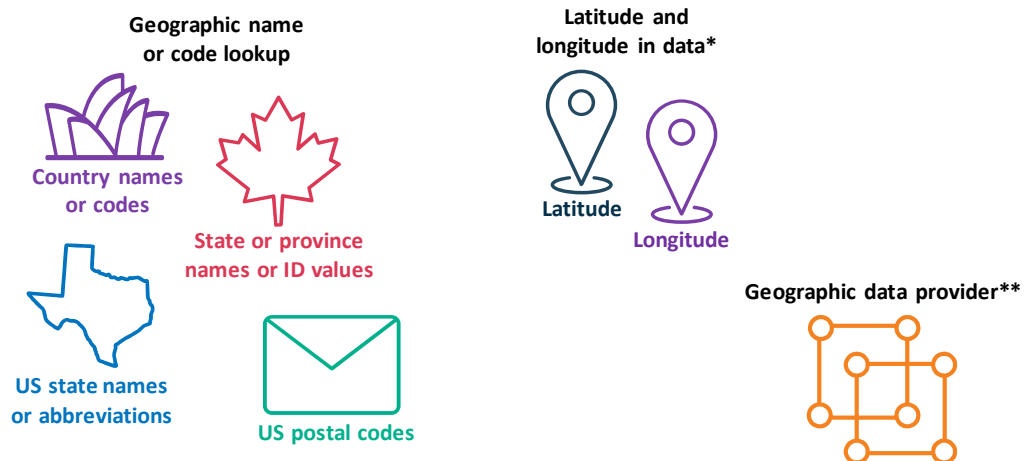 Geographic name
or code lookup
Country names
or codes
State or province
names or ID values
US state names
or abbreviations
US postal codes
Latitude and
longitude in data*
Latitude
Longitude
Geographic data provider**